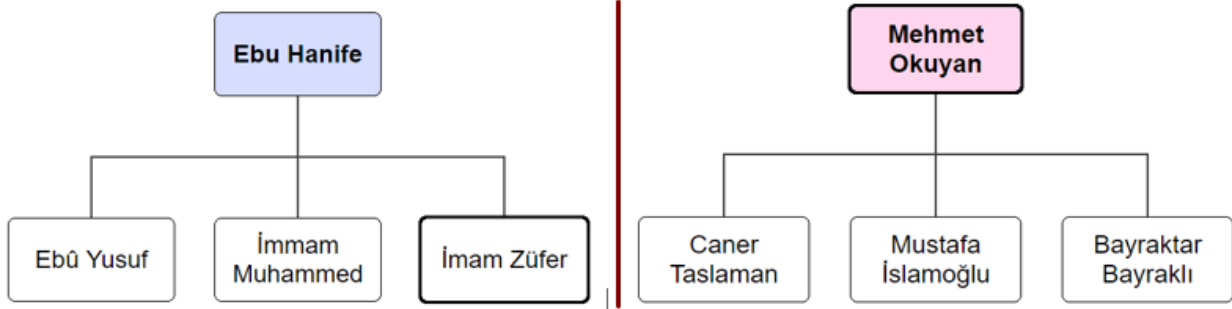 Ebu Hanife
Ebû Yusuf
İmmam
Muhammed
İmam Züfer
Mehmet
Okuyan
Caner
Taslaman
Mustafa
İslamoğlu
Bayraktar
Bayraklı